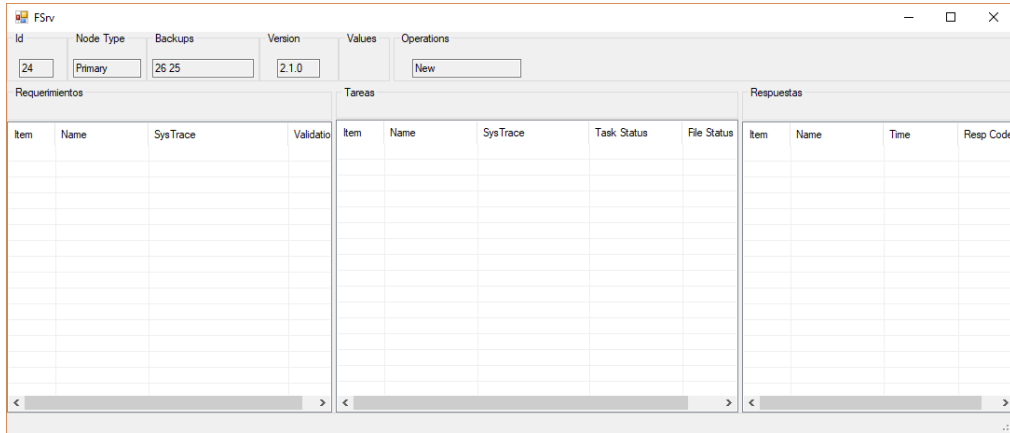 FSrv
Id Node Type Backups Version Values Operations
24 Primary 26 25 2.1.0 New
Requerimientos Tareas Respuestas
Item Name SysTrace Validatio Item Name SysTrace Task Status File Status Item Name Time Resp Code